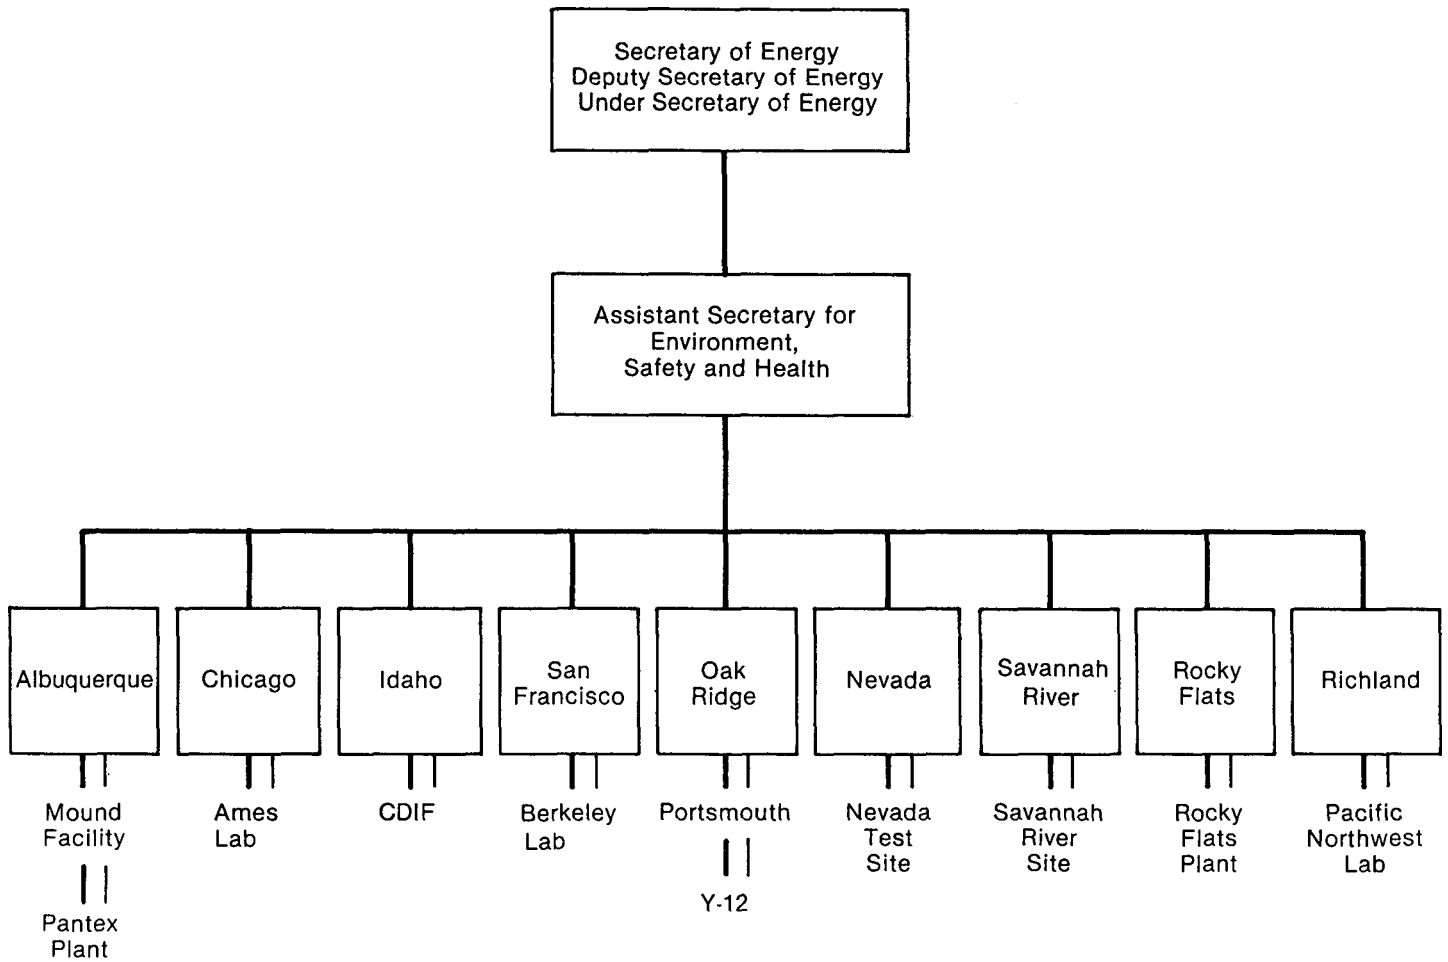 Secretary of Energy
Deputy Secretary of Energy
Under Secretary of Energy
Assistant Secretary for
Environment,
Safety and Health
Albuquerque
Chicago
Idaho
San
Francisco
Oak
Ridge
Nevada
Savannah
River
Rocky
Flats
Richland
Mound
Facility
Pantex
Plant
Ames
Lab
CDIF
Berkeley
Lab
Portsmouth
Y-12
Nevada
Test
Site
Savannah
River
Site
Rocky
Flats
Plant
Pacific
Northwest
Lab